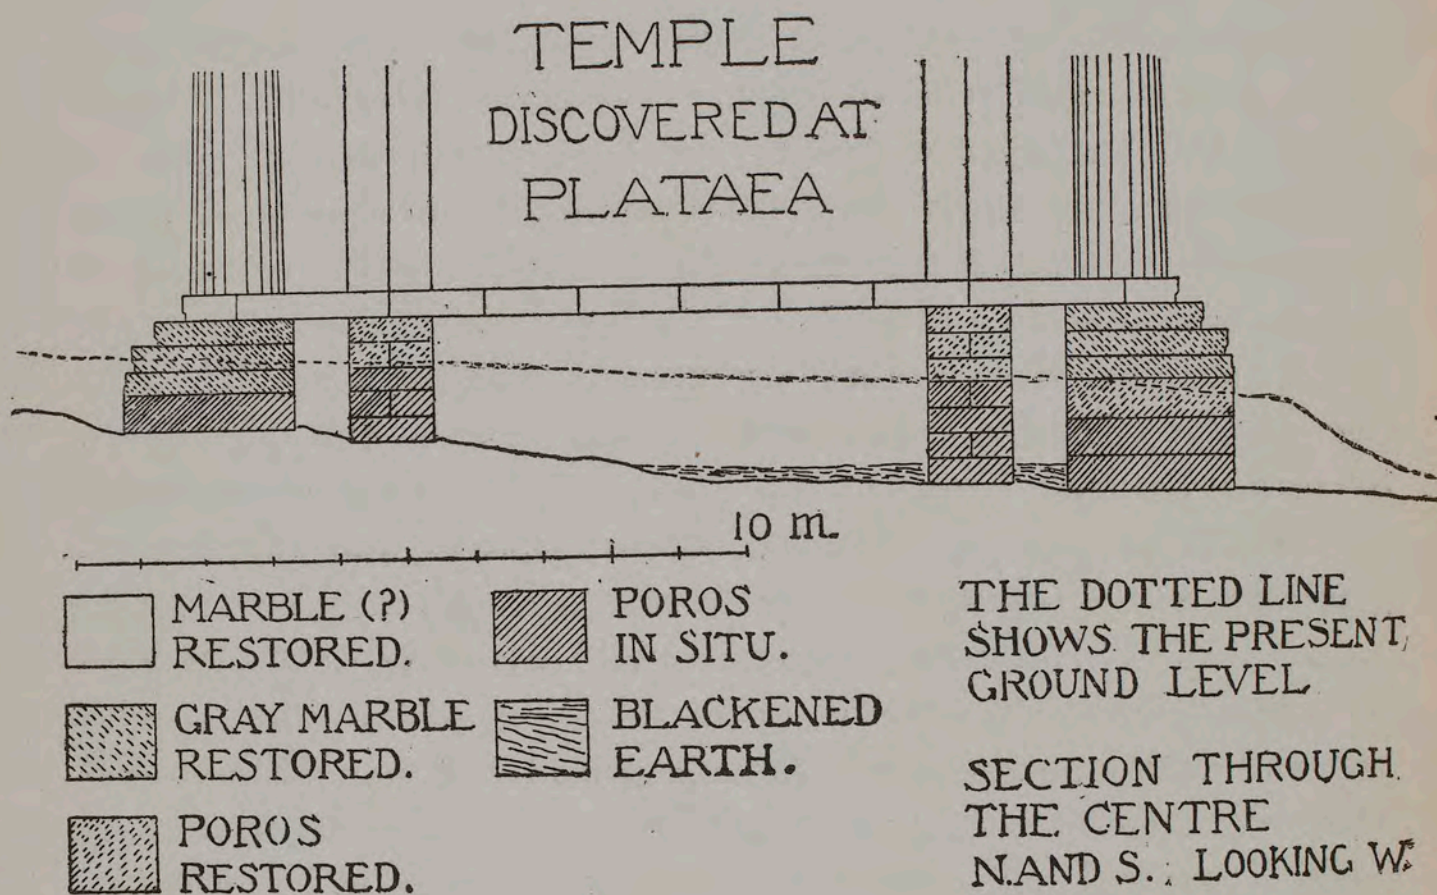 TEMPLE
DISCOVERED AT
PLATAEA
10 m.
MARBLE (?)
RESTORED.
GRAY MARBLE
RESTORED.
POROS
RESTORED.
POROS
IN SITU.
BLACKENED
EARTH.
THE DOTTED LINE
SHOWS THE PRESENT
GROUND LEVEL
SECTION THROUGH
THE CENTRE
N. AND S., LOOKING W.